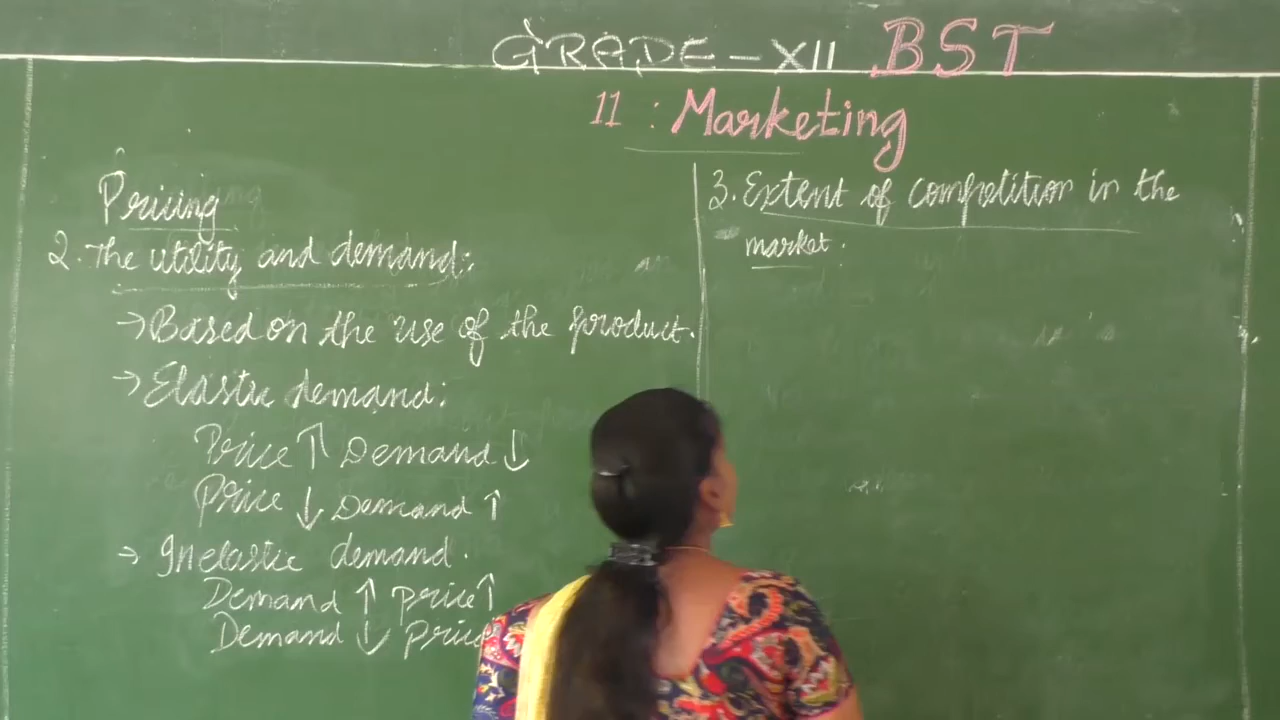 GRADE - XII BST
11 : Marketing
Pricing
2. The utility and demand:
→ Based on the use of the product.
→ Elastic demand:
Price ↑ Demand ↓
Price ↓ Demand ↑
→ Inelastic demand.
Demand ↑ price ↑
Demand ↓
3. Extent of competition in the
market.